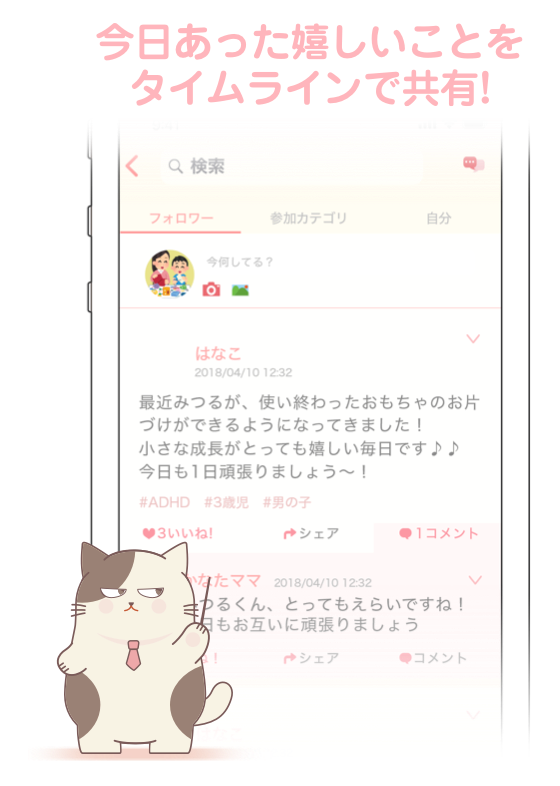 今日あった嬉しいことを
タイムラインで共有!
検索
フォロワー 参加カテゴリ 自分
今何してる？
はなこ
2018/04/10 12:32
最近みつるが、使い終わったおもちゃのお片
づけができるようになってきました！
小さな成長がとっても嬉しい毎日です♪♪
今日も1日頑張りましょう〜！
#ADHD #3歳児 #男の子
3いいね! シェア 1コメント
なたママ 2018/04/10 12:32
つるくん、とってもえらいですね！
日もお互いに頑張りましょう
シェア コメント